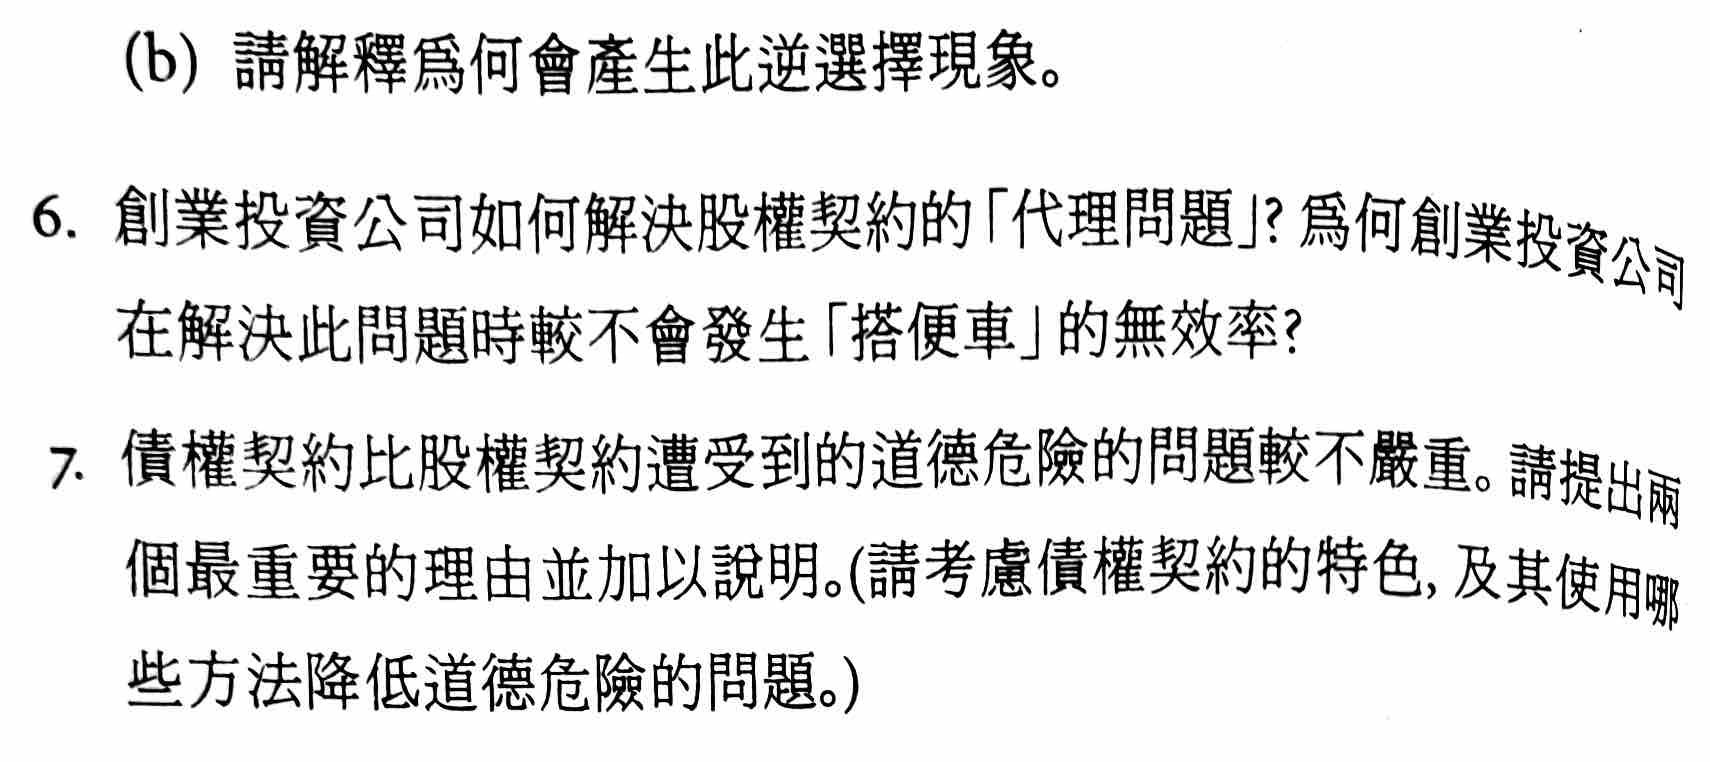 (b) 請解釋爲何會產生此逆選擇現象。
6. 創業投資公司如何解決股權契約的「代理問題」? 爲何創業投資公司
在解決此問題時較不會發生「搭便車」的無效率?
7. 債權契約比股權契約遭受到的道德危險的問題較不嚴重。請提出兩
個最重要的理由並加以說明。(請考慮債權契約的特色, 及其使用哪
些方法降低道德危險的問題。)